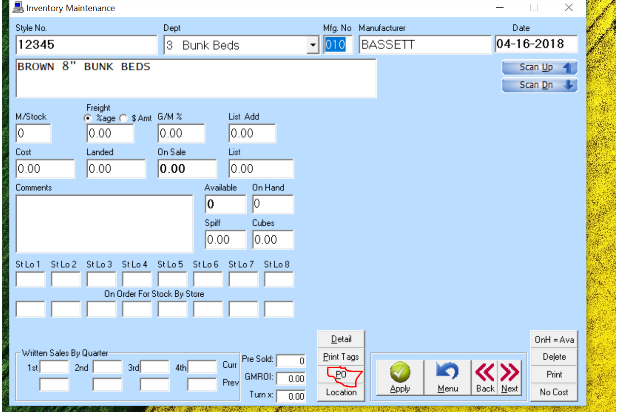 Inventory Maintenance
Style No. Dept Mfg. No Manufacturer Date
12345 3 Bunk Beds 010 BASSETT 04-16-2018
BROWN 8" BUNK BEDS
Scan Up
Scan Dn
Freight
M/Stock %age $ Amt G/M % List Add
0 0.00 0.00 0.00
Cost Landed On Sale List
0.00 0.00 0.00 0.00
Comments Available On Hand
0 0
Spiff Cubes
0.00 0.00
St Lo 1 St Lo 2 St Lo 3 St Lo 4 St Lo 5 St Lo 6 St Lo 7 St Lo 8
On Order For Stock By Store
Detail OnH = Ava
Written Sales By Quarter Pre Sold: 0 Print Tags Delete
1st 2nd 3rd 4th Curr
Prev GMROI: 0.00 PO Print
Turn x: 0.00 Location Apply Menu Back Next No Cost